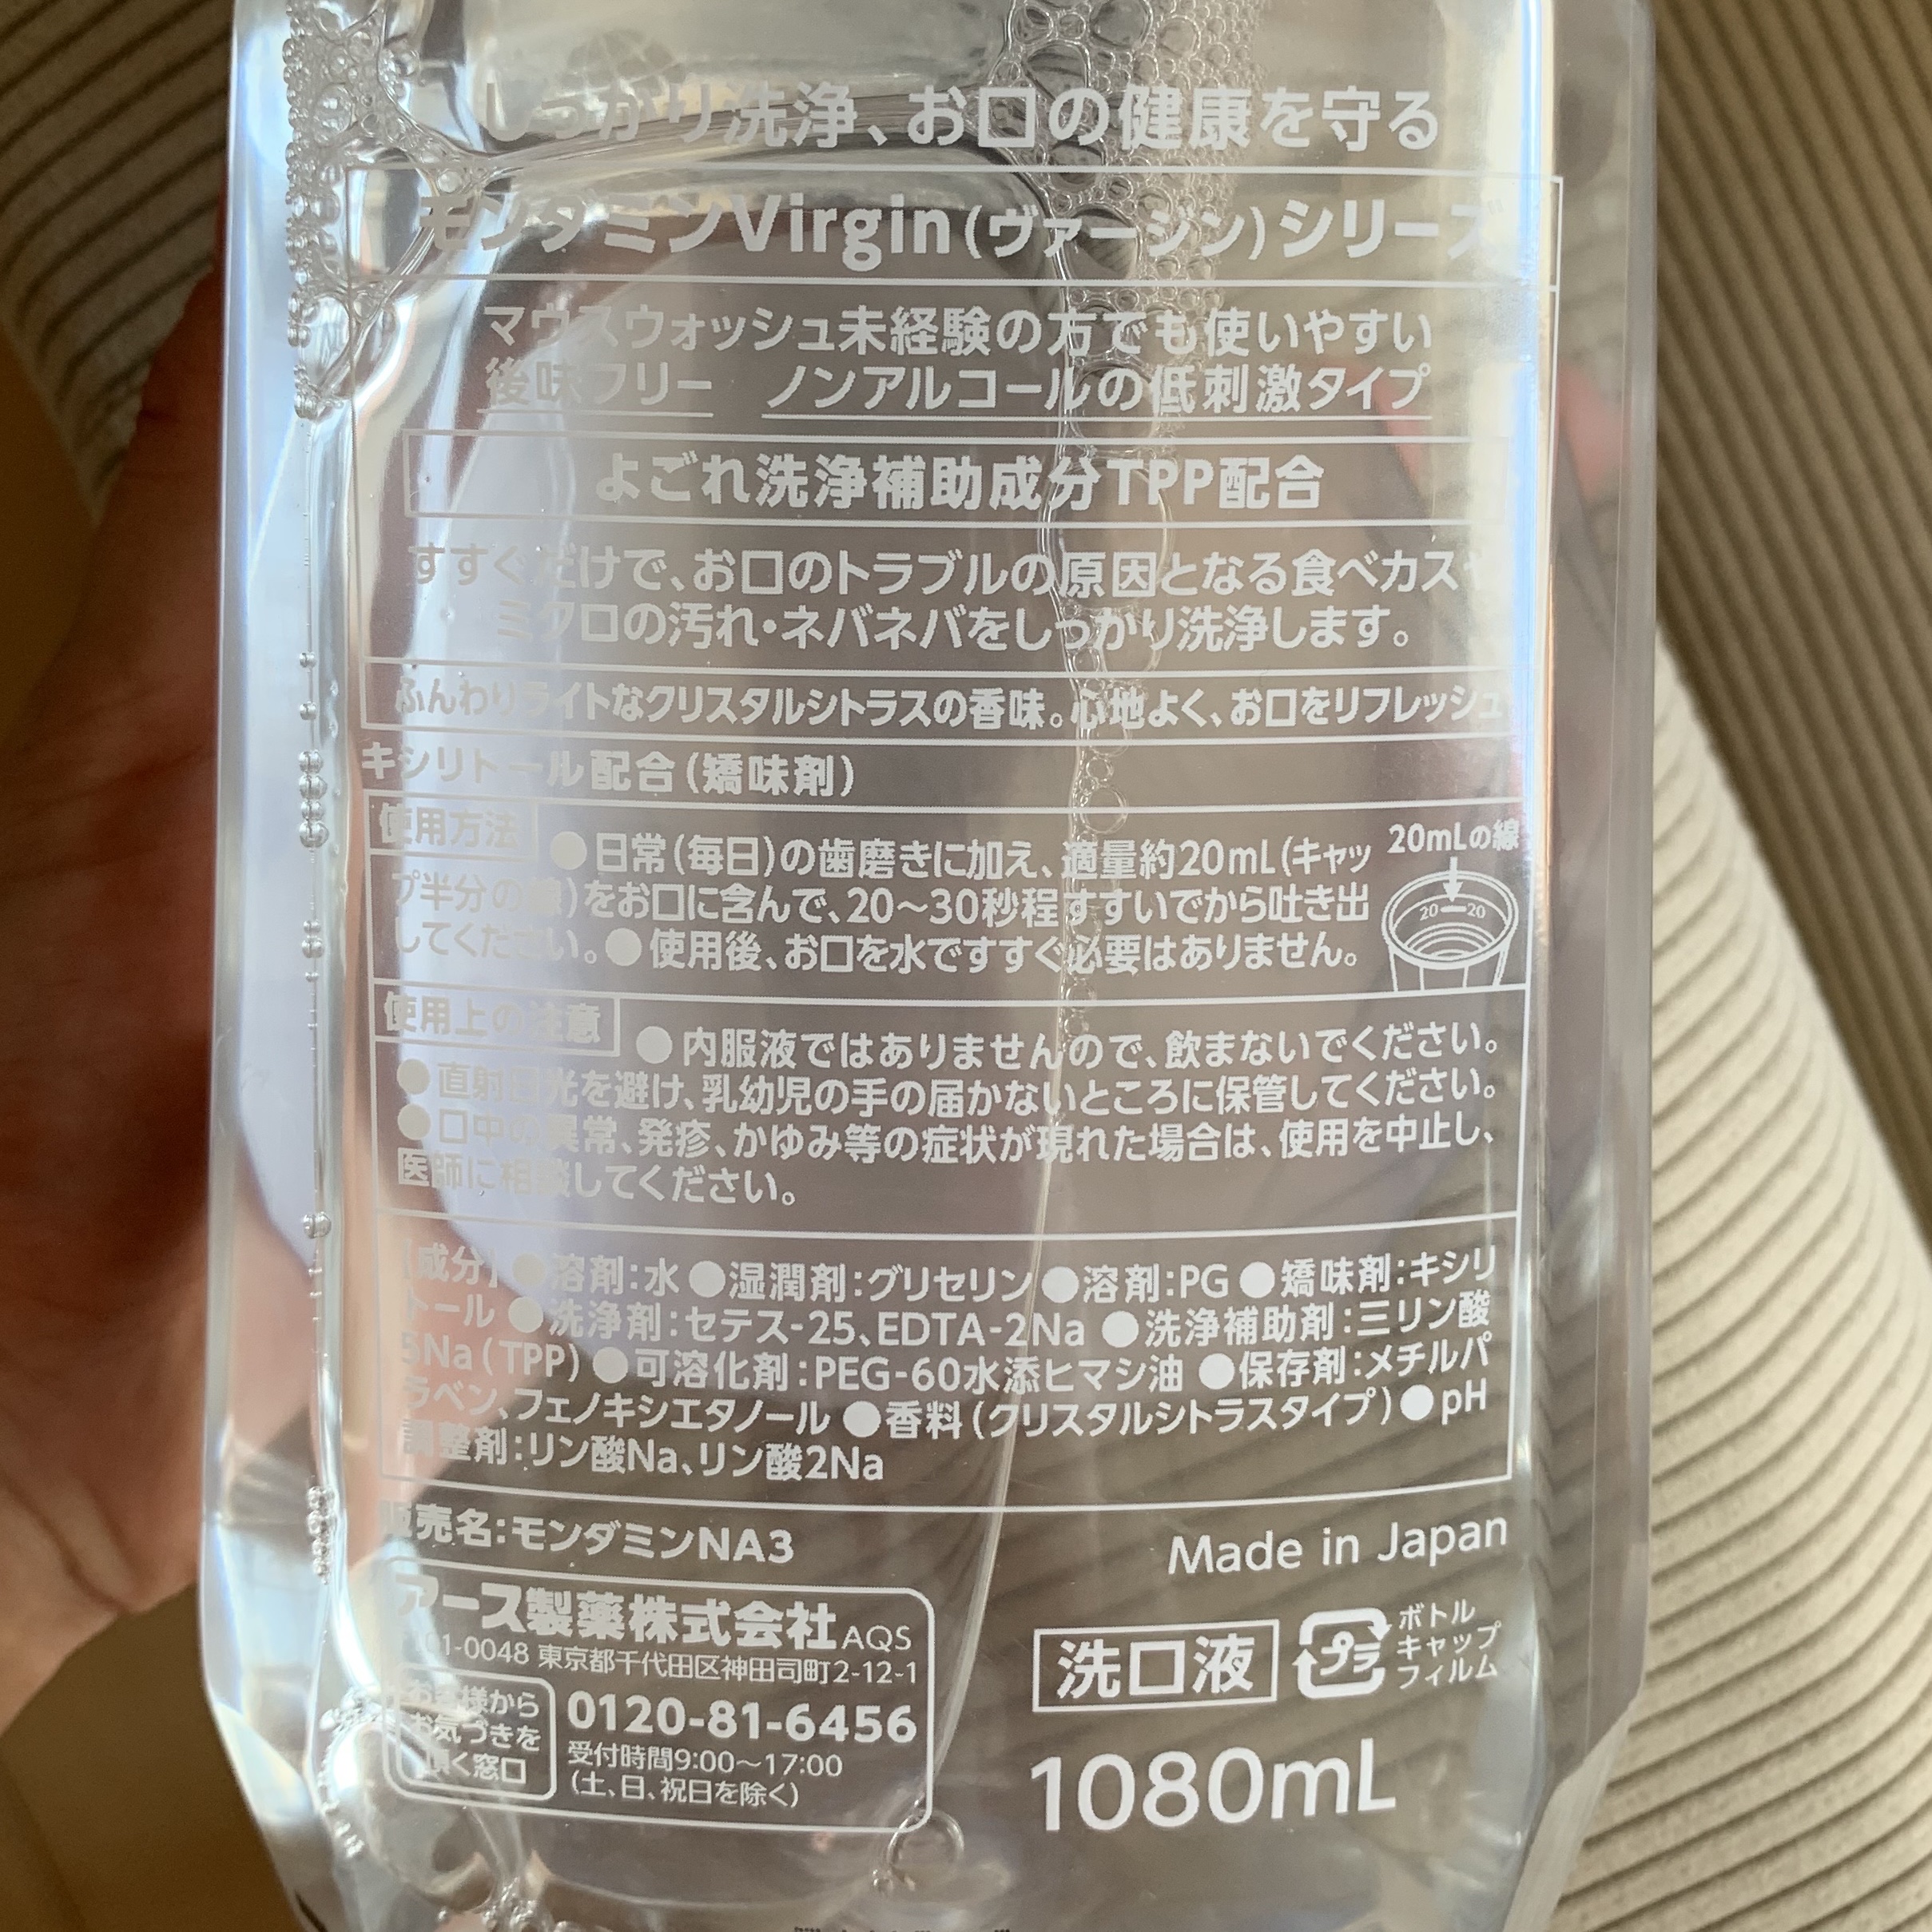 しっかり洗浄、お口の健康を守る
モンダミンVirgin(ヴァージン)シリーズ
マウスウォッシュ未経験の方でも使いやすい
後味フリー ノンアルコールの低刺激タイプ
よごれ洗浄補助成分TPP配合
すすぐだけで、お口のトラブルの原因となる食べカスや
ミクロの汚れ・ネバネバをしっかり洗浄します。
ふんわりライトなクリスタルシトラスの香味。心地よく、お口をリフレッシュ
キシリトール配合(矯味剤)
使用方法
●日常(毎日)の歯磨きに加え、適量約20mL(キャッ
プ半分の線)をお口に含んで、20〜30秒程すすいでから吐き出
してください。●使用後、お口を水ですすぐ必要はありません。
20mLの線
20 20
使用上の注意
●内服液ではありませんので、飲まないでください。
●直射日光を避け、乳幼児の手の届かないところに保管してください。
●口中の異常、発疹、かゆみ等の症状が現れた場合は、使用を中止し、
医師に相談してください。
【成分】●溶剤:水 ●湿潤剤:グリセリン ●溶剤:PG ●矯味剤:キシリ
トール ●洗浄剤:セテス-25、EDTA-2Na ●洗浄補助剤:三リン酸
5Na(TPP) ●可溶化剤:PEG-60水添ヒマシ油 ●保存剤:メチルパ
ラベン、フェノキシエタノール ●香料(クリスタルシトラスタイプ)●pH
調整剤:リン酸Na、リン酸2Na
販売名:モンダミンNA3
Made in Japan
アース製薬株式会社 AQS
101-0048 東京都千代田区神田司町2-12-1
お客様から
お気づきを
頂く窓口
0120-81-6456
受付時間9:00〜17:00
(土、日、祝日を除く)
洗口液
プラ
ボトル
キャップ
フィルム
1080mL